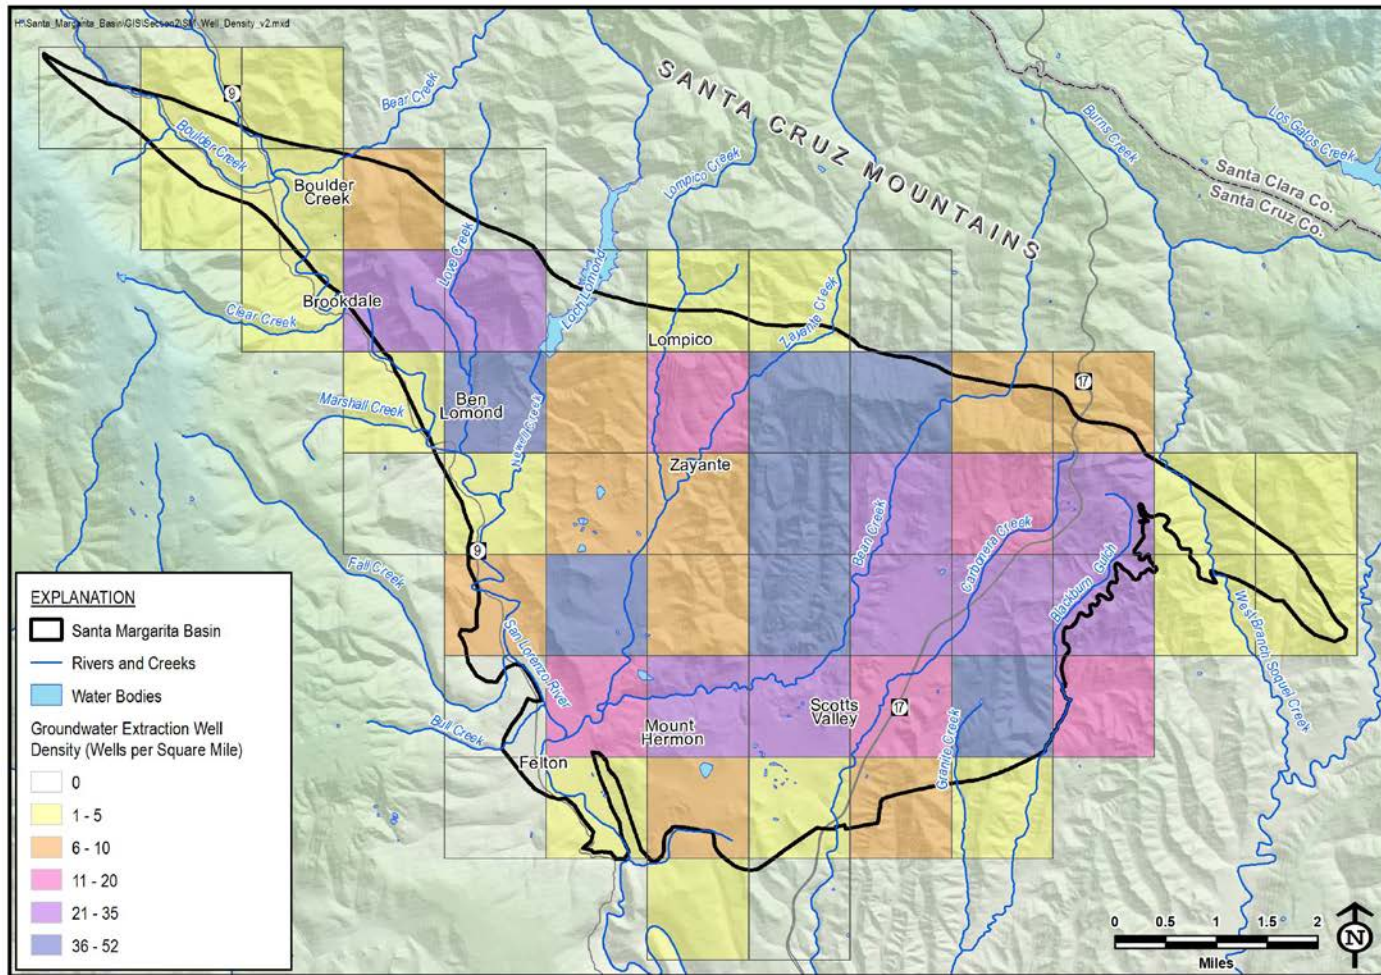 H:\Santa_Margarita_Basin\GIS\Section2\SM_Well_Density_v2.mxd
SANTA CRUZ MOUNTAINS
9
Bear Creek
Boulder Creek
Boulder
Creek
Lompico Creek
Burns Creek
Los Gatos Creek
Santa Clara Co.
Santa Cruz Co.
Love Creek
Loch Lomond
Clear Creek
Brookdale
Zayante Creek
Lompico
17
Marshall Creek
Ben
Lomond
Newell Creek
Zayante
Bean Creek
Carbonera Creek
Blackburn Gulch
9
Fall Creek
San Lorenzo River
West Branch Soquel Creek
Bull Creek
Felton
Mount
Hermon
Scotts
Valley
17
Granite Creek
EXPLANATION
Santa Margarita Basin
Rivers and Creeks
Water Bodies
Groundwater Extraction Well
Density (Wells per Square Mile)
0
1 - 5
6 - 10
11 - 20
21 - 35
36 - 52
0 0.5 1 1.5 2
Miles
N